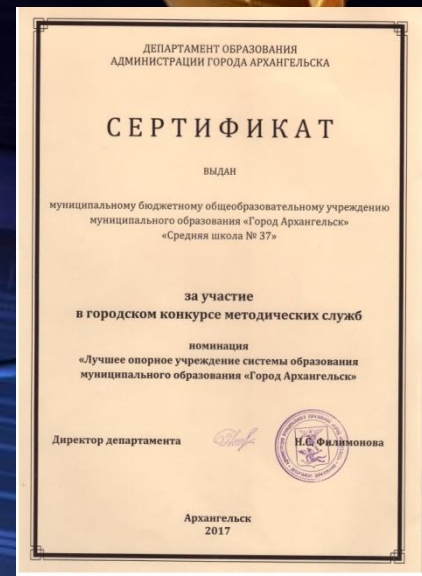 ДЕПАРТАМЕНТ ОБРАЗОВАНИЯ
АДМИНИСТРАЦИИ ГОРОДА АРХАНГЕЛЬСКА
СЕРТИФИКАТ
ВЫДАН
муниципальному бюджетному общеобразовательному учреждению
муниципального образования «Город Архангельск»
«Средняя школа № 37»
за участие
в городском конкурсе методических служб
номинация
«Лучшее опорное учреждение системы образования
муниципального образования «Город Архангельск»
Директор департамента Н.С. Филимонова
Архангельск
2017